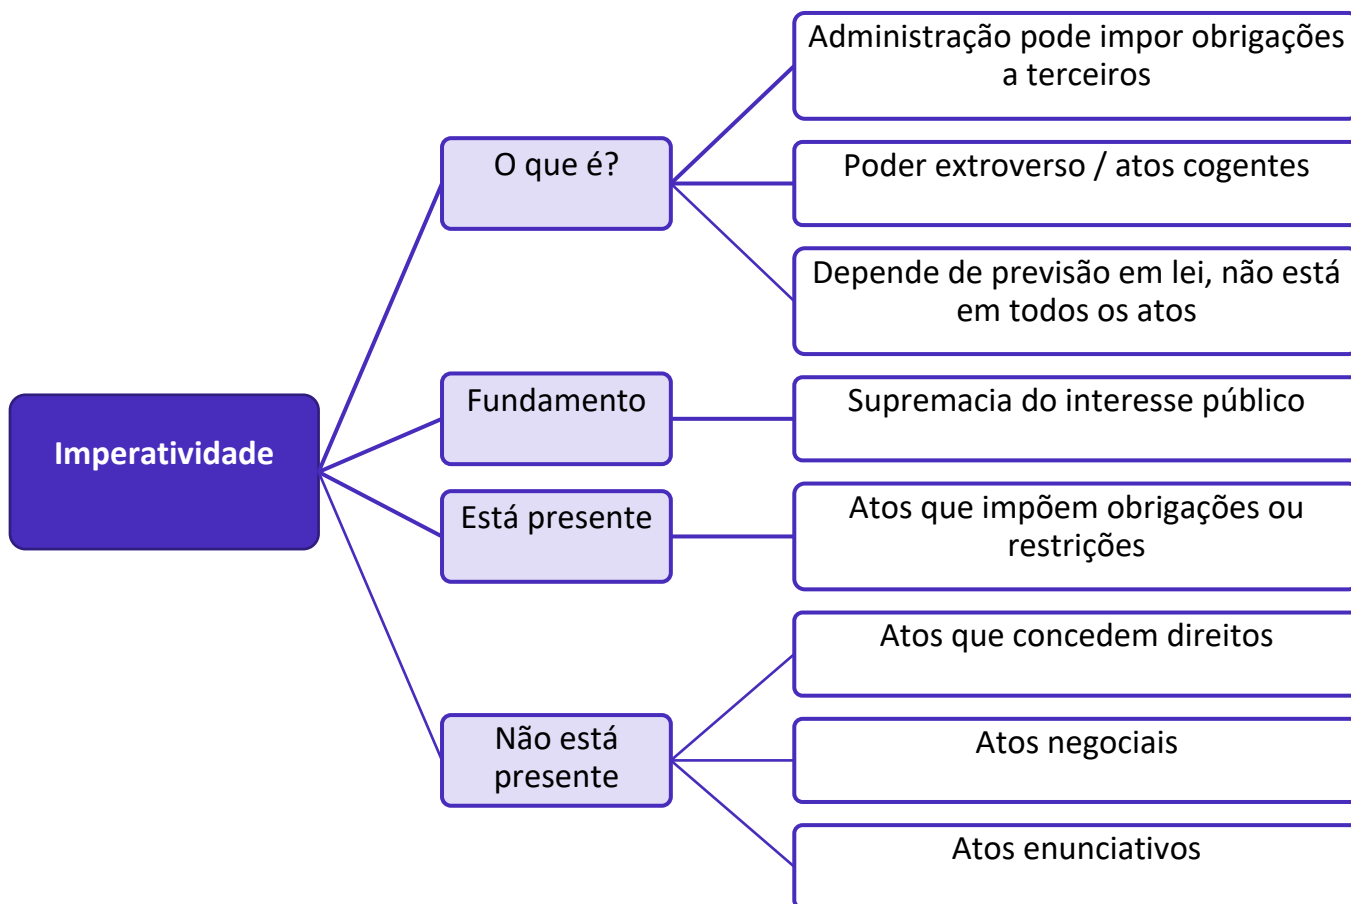 Imperatividade
O que é?
Administração pode impor obrigações
a terceiros
Poder extroverso / atos cogentes
Depende de previsão em lei, não está
em todos os atos
Fundamento
Supremacia do interesse público
Está presente
Atos que impõem obrigações ou
restrições
Não está
presente
Atos que concedem direitos
Atos negociais
Atos enunciativos